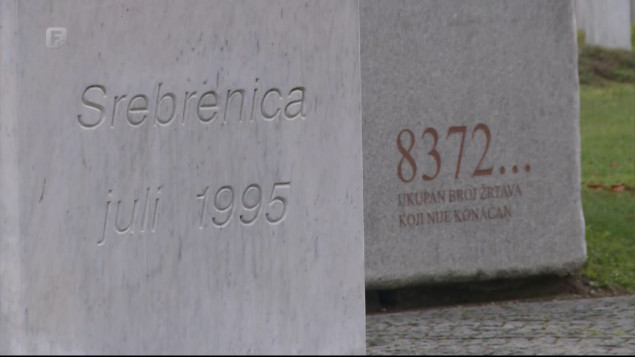 F
Srebrenica
juli 1995
8372...
UKUPAN BROJ ŽRTAVA
KOJI NIJE KONAČAN